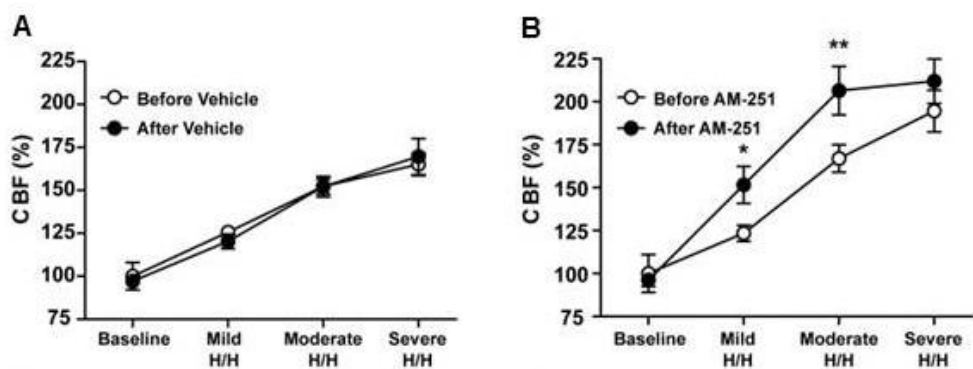 A
225
200
175
150
125
100
75
CBF (%)
Before Vehicle
After Vehicle
Baseline
Mild
H/H
Moderate
H/H
Severe
H/H
B
225
200
175
150
125
100
75
CBF (%)
Before AM-251
After AM-251
*
**
Baseline
Mild
H/H
Moderate
H/H
Severe
H/H